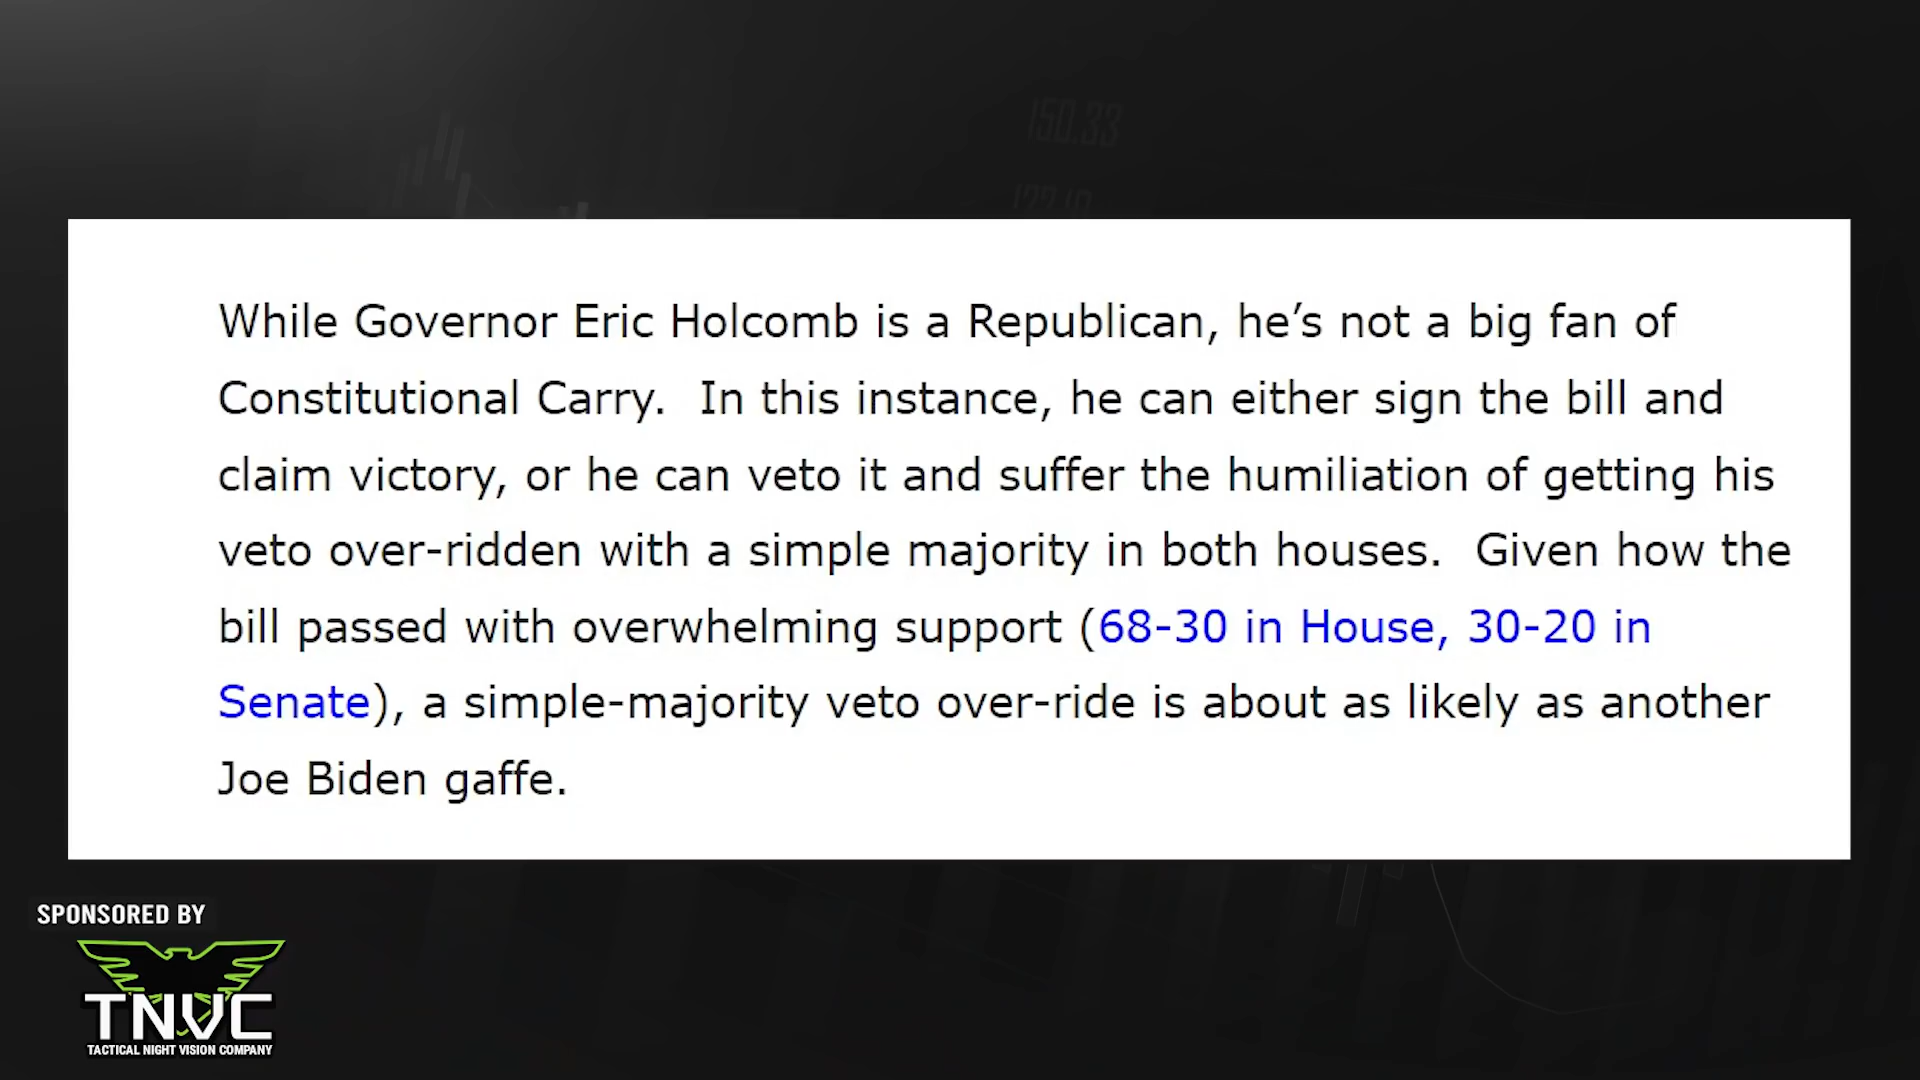 150.33
While Governor Eric Holcomb is a Republican, he’s not a big fan of
Constitutional Carry.  In this instance, he can either sign the bill and
claim victory, or he can veto it and suffer the humiliation of getting his
veto over-ridden with a simple majority in both houses.  Given how the
bill passed with overwhelming support (68-30 in House, 30-20 in
Senate), a simple-majority veto over-ride is about as likely as another
Joe Biden gaffe.
SPONSORED BY
TNVC
TACTICAL NIGHT VISION COMPANY